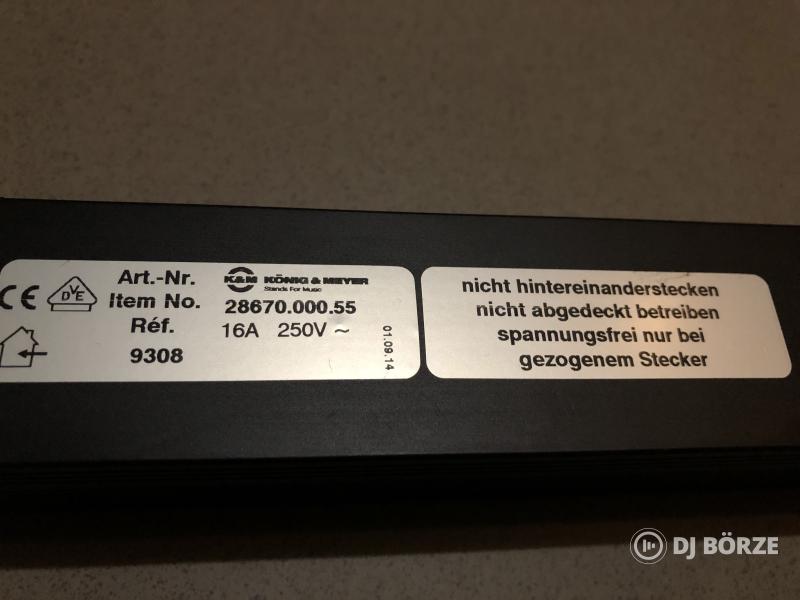 CE
DVE
Art.-Nr.
Item No.
Réf.
9308
K&M KÖNIG & MEYER
Stands For Music
28670.000.55
16A 250V ~
01.09.14
nicht hintereinanderstecken
nicht abgedeckt betreiben
spannungsfrei nur bei
gezogenem Stecker
DJ BÖRZE